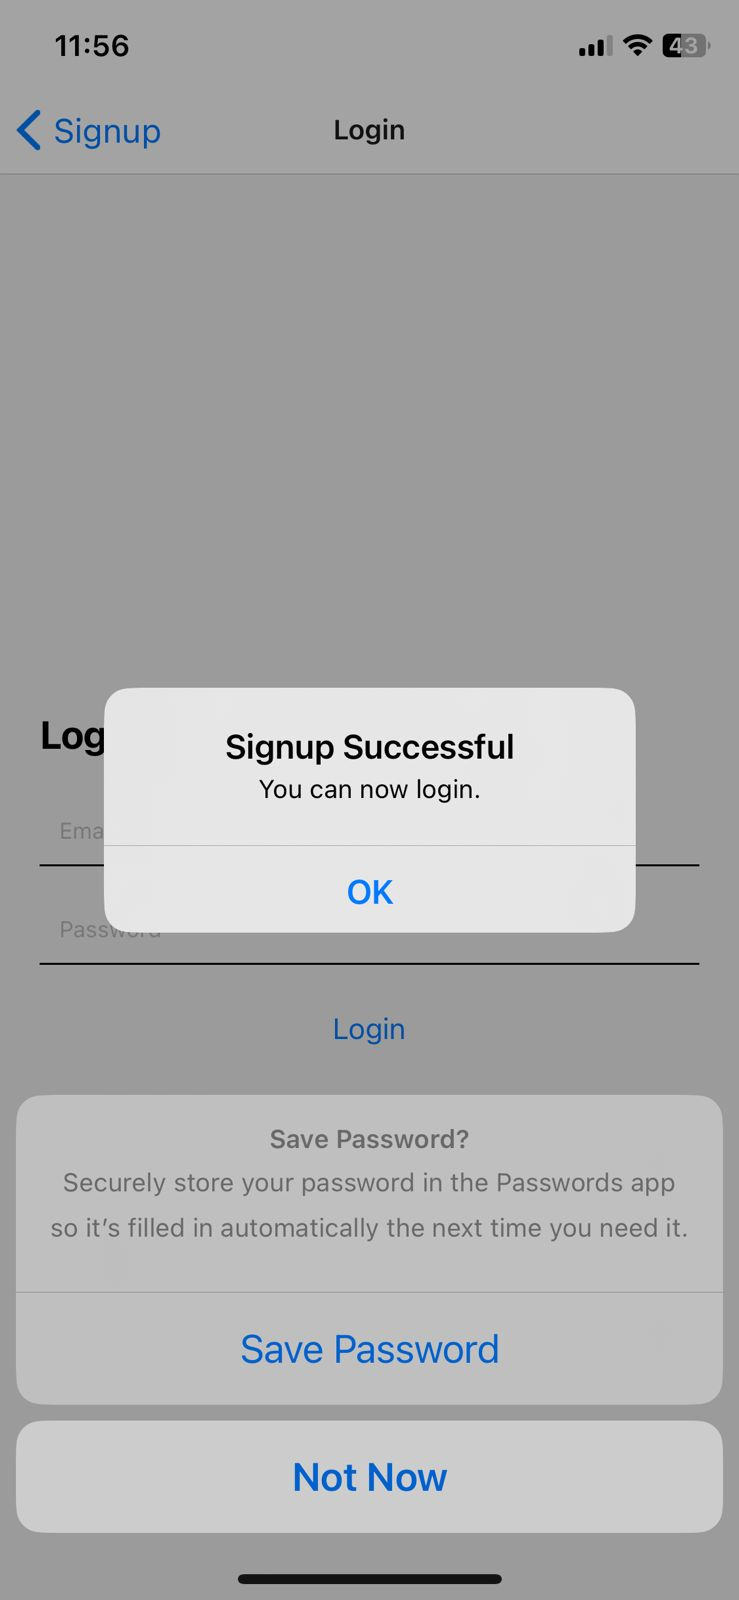 11:56
43
Signup
Login
Signup Successful
You can now login.
OK
Password
Login
Save Password?
Securely store your password in the Passwords app
so it’s filled in automatically the next time you need it.
Save Password
Not Now